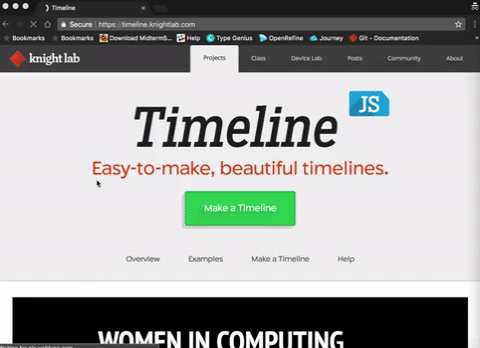 Timeline
Secure https://timeline.knightlab.com
Bookmarks Bookmarks Download MidtermS... Help Type Genius OpenRefine Journey Git - Documentation
knight lab Projects Class Device Lab Posts Community About
JS
Timeline
Easy-to-make, beautiful timelines.
Make a Timeline
Overview Examples Make a Timeline Help
WOMEN IN COMPUTING